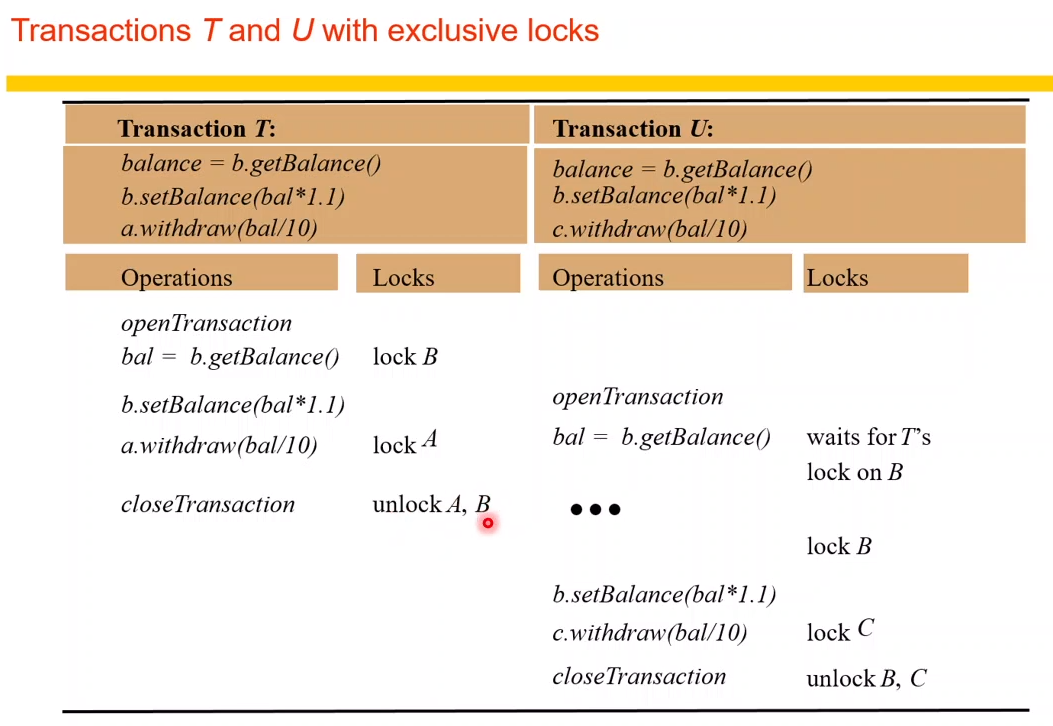 Transactions T and U with exclusive locks
Transaction T:
balance = b.getBalance()
b.setBalance(bal*1.1)
a.withdraw(bal/10)
Transaction U:
balance = b.getBalance()
b.setBalance(bal*1.1)
c.withdraw(bal/10)
Operations
Locks
Operations
Locks
openTransaction
bal = b.getBalance()
lock B
b.setBalance(bal*1.1)
openTransaction
a.withdraw(bal/10)
lock A
bal = b.getBalance()
waits for T's
lock on B
closeTransaction
unlock A, B
•••
lock B
b.setBalance(bal*1.1)
c.withdraw(bal/10)
lock C
closeTransaction
unlock B, C